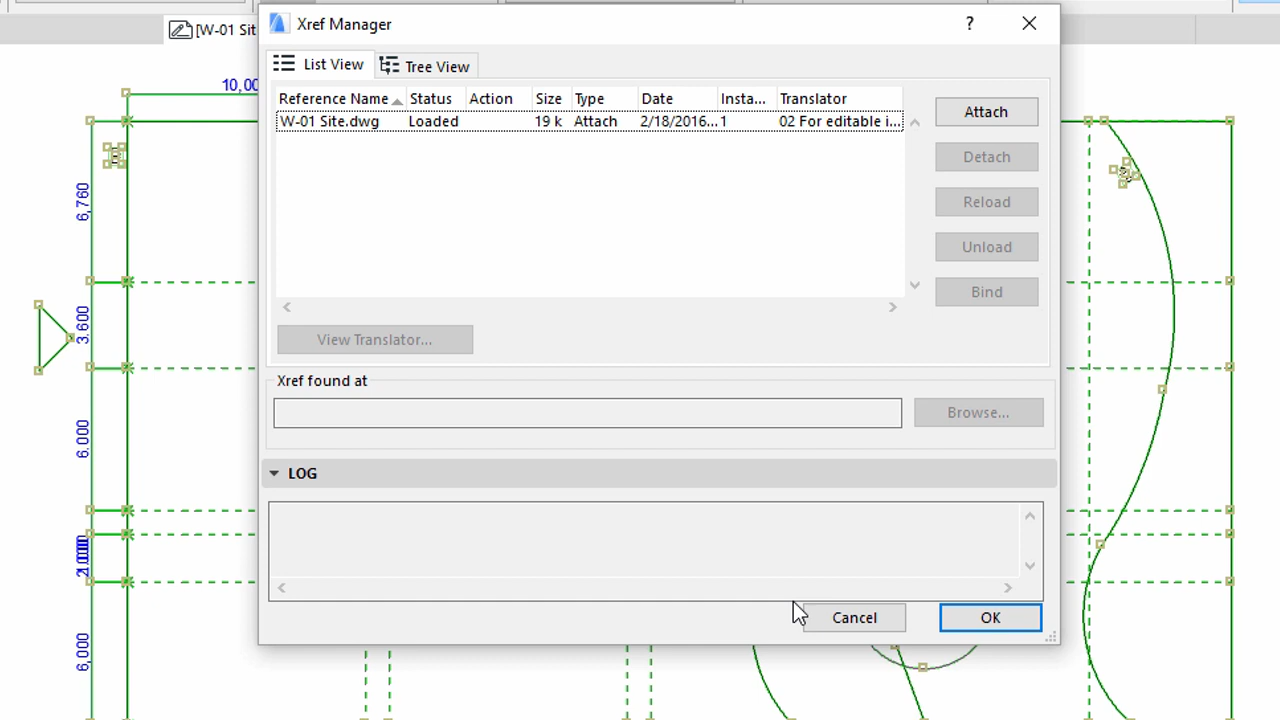 [W-01 Sit
Xref Manager
?
List View
Tree View
Reference Name Status Action Size Type Date Insta... Translator
W-01 Site.dwg Loaded 19 k Attach 2/18/2016... 1 02 For editable i...
Attach
Detach
Reload
Unload
Bind
View Translator...
Xref found at
Browse...
LOG
Cancel
OK
10,00
6,760
3,600
6,000
6,000